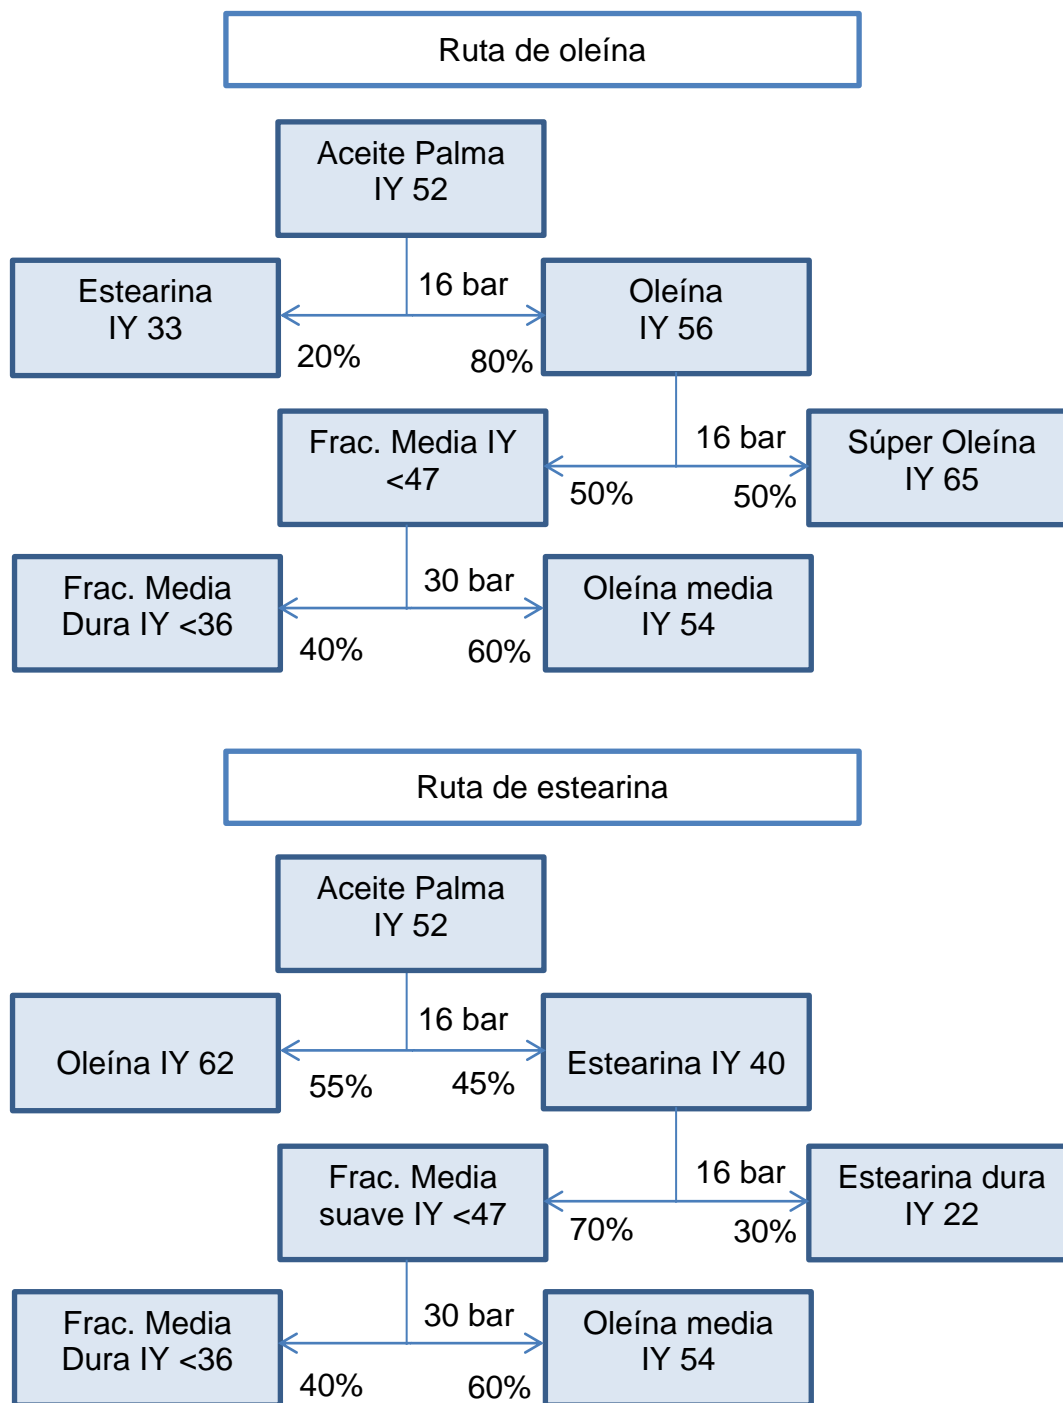 Ruta de oleína
Aceite Palma
IY 52
Estearina
IY 33
16 bar
20%
80%
Oleína
IY 56
Frac. Media IY
<47
16 bar
50%
50%
Súper Oleína
IY 65
Frac. Media
Dura IY <36
30 bar
40%
60%
Oleína media
IY 54
Ruta de estearina
Aceite Palma
IY 52
Oleína IY 62
16 bar
55%
45%
Estearina IY 40
Frac. Media
suave IY <47
16 bar
70%
30%
Estearina dura
IY 22
Frac. Media
Dura IY <36
30 bar
40%
60%
Oleína media
IY 54